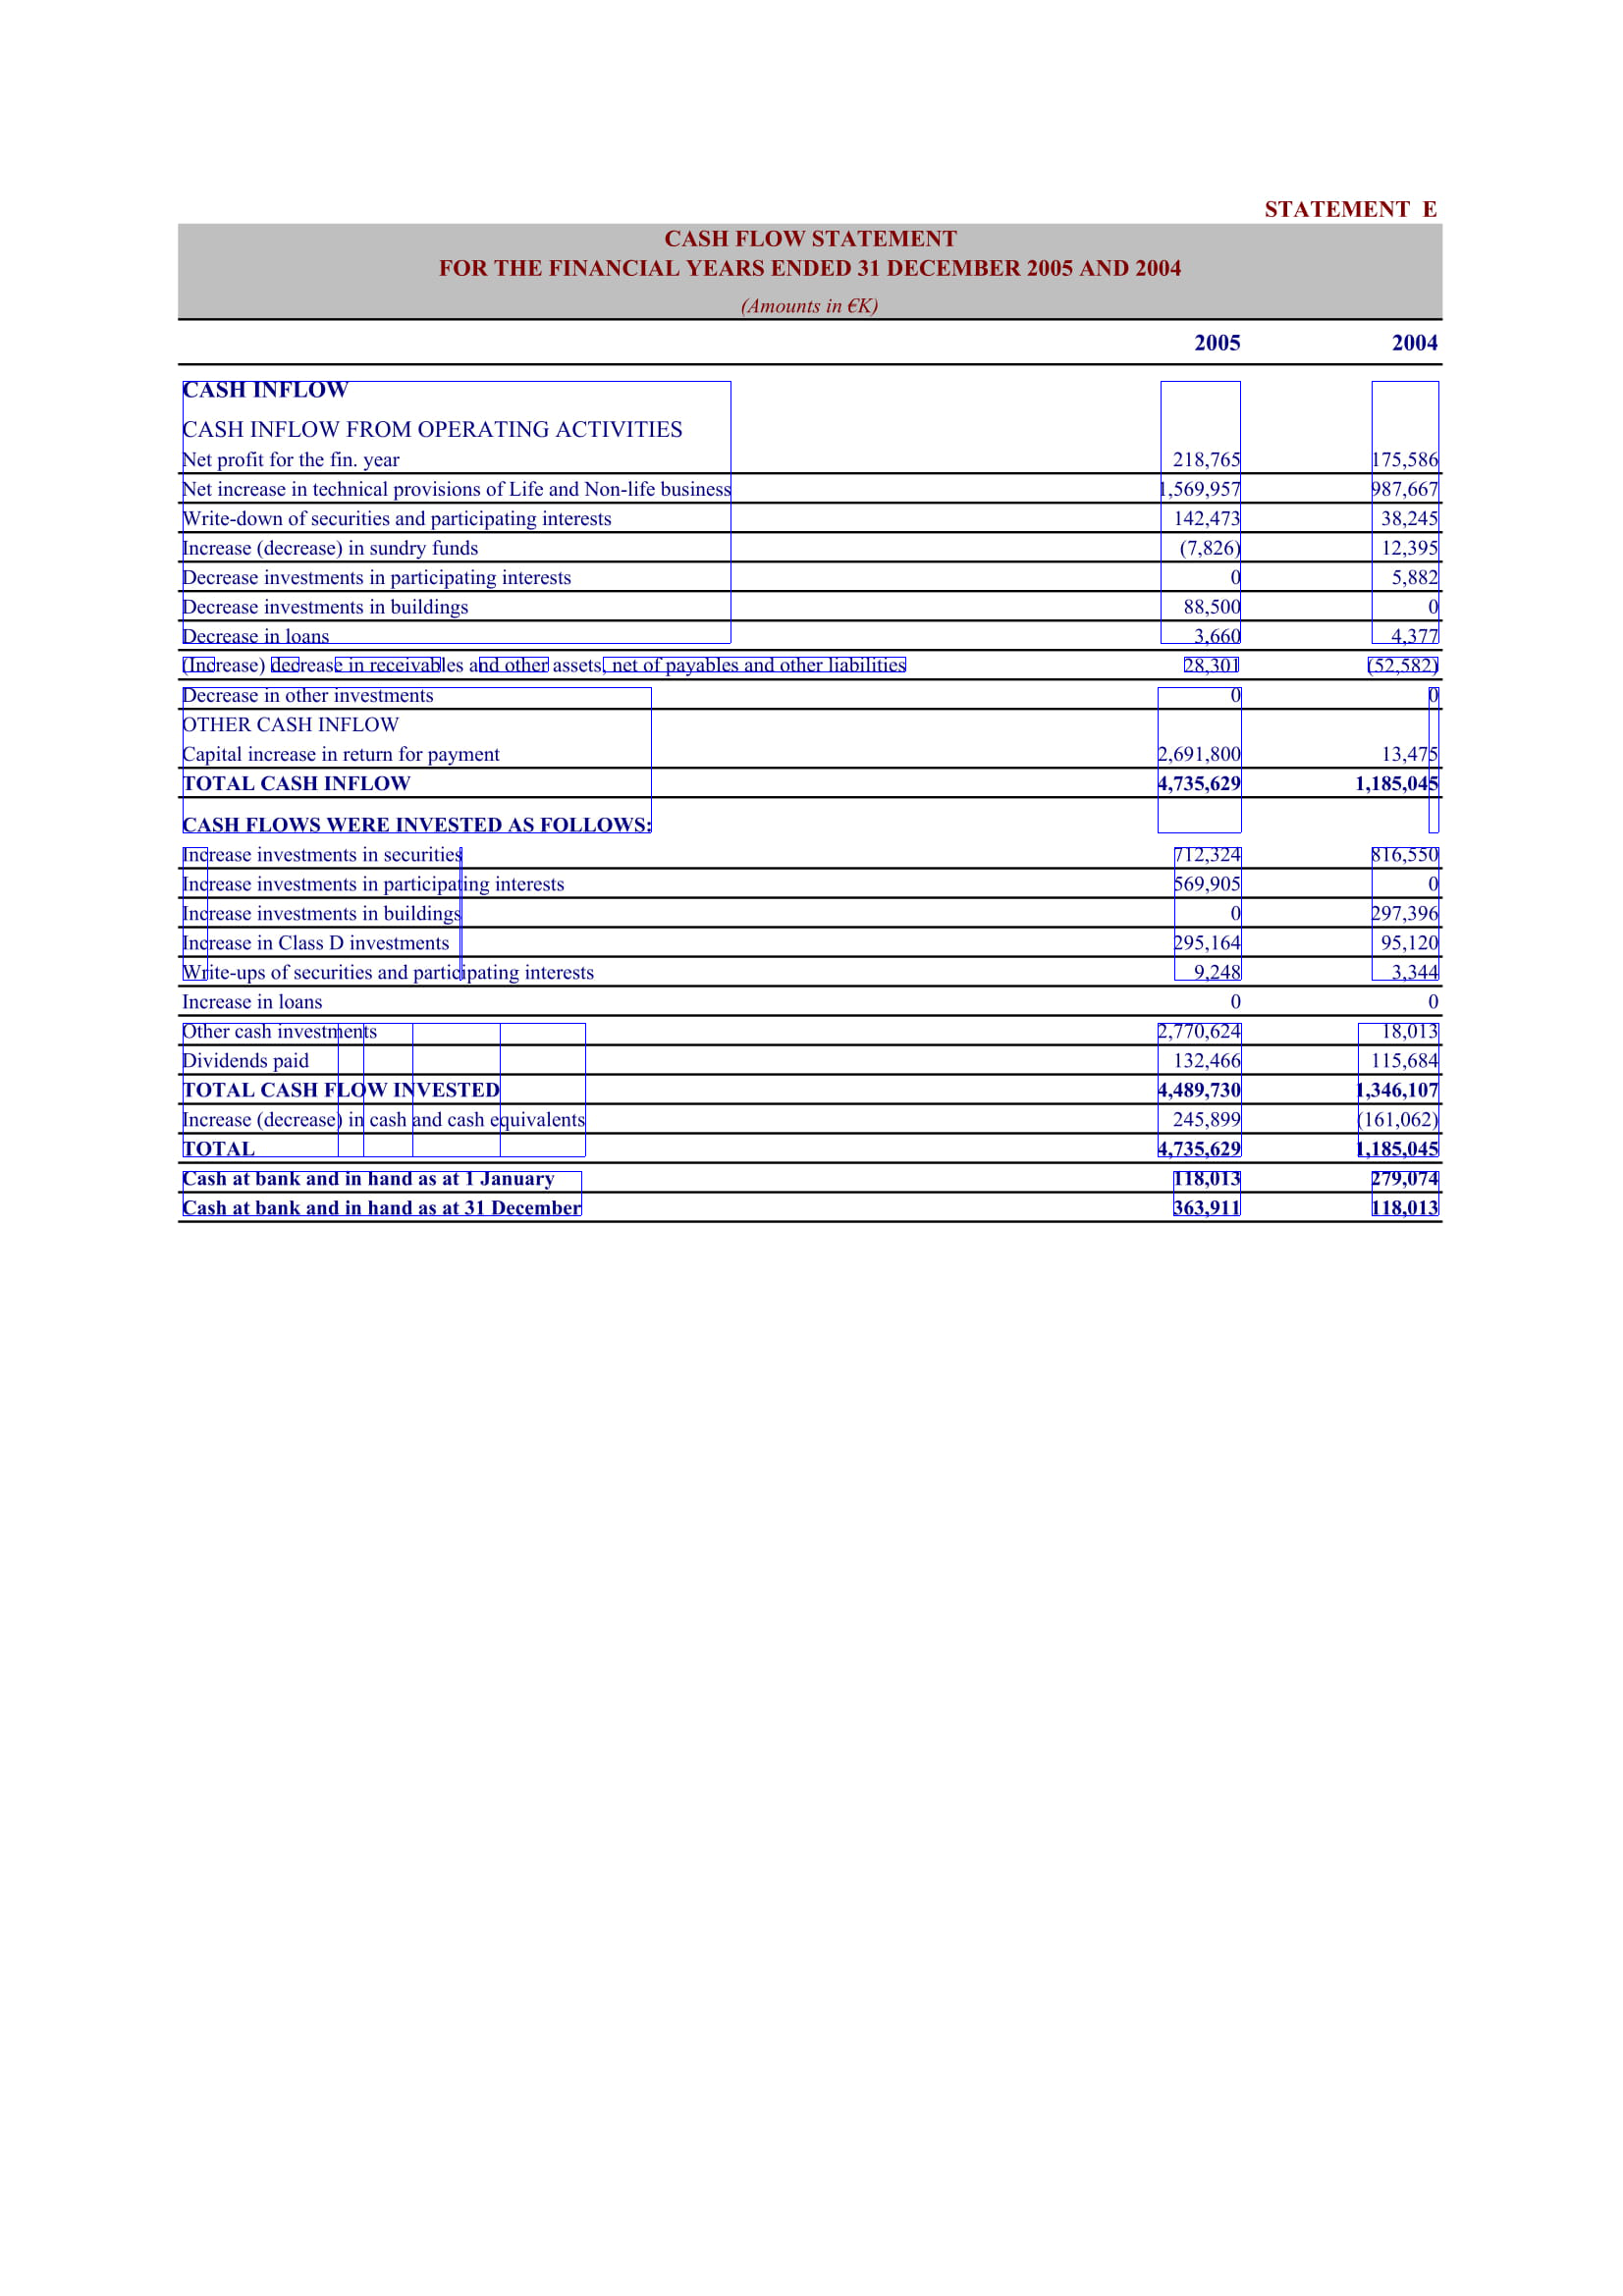 STATEMENT E
CASH FLOW STATEMENT
FOR THE FINANCIAL YEARS ENDED 31 DECEMBER 2005 AND 2004
(Amounts in €K)
2005 2004
CASH INFLOW
CASH INFLOW FROM OPERATING ACTIVITIES
Net profit for the fin. year 218,765 175,586
Net increase in technical provisions of Life and Non-life business 1,569,957 987,667
Write-down of securities and participating interests 142,473 38,245
Increase (decrease) in sundry funds (7,826) 12,395
Decrease investments in participating interests 0 5,882
Decrease investments in buildings 88,500 0
Decrease in loans 3,660 4,377
(Increase) decrease in receivables and other assets, net of payables and other liabilities 28,301 (52,582)
Decrease in other investments 0 0
OTHER CASH INFLOW
Capital increase in return for payment 2,691,800 13,475
TOTAL CASH INFLOW 4,735,629 1,185,045
CASH FLOWS WERE INVESTED AS FOLLOWS:
Increase investments in securities 712,324 816,550
Increase investments in participating interests 569,905 0
Increase investments in buildings 0 297,396
Increase in Class D investments 295,164 95,120
Write-ups of securities and participating interests 9,248 3,344
Increase in loans 0 0
Other cash investments 2,770,624 18,013
Dividends paid 132,466 115,684
TOTAL CASH FLOW INVESTED 4,489,730 1,346,107
Increase (decrease) in cash and cash equivalents 245,899 (161,062)
TOTAL 4,735,629 1,185,045
Cash at bank and in hand as at 1 January 118,013 279,074
Cash at bank and in hand as at 31 December 363,911 118,013